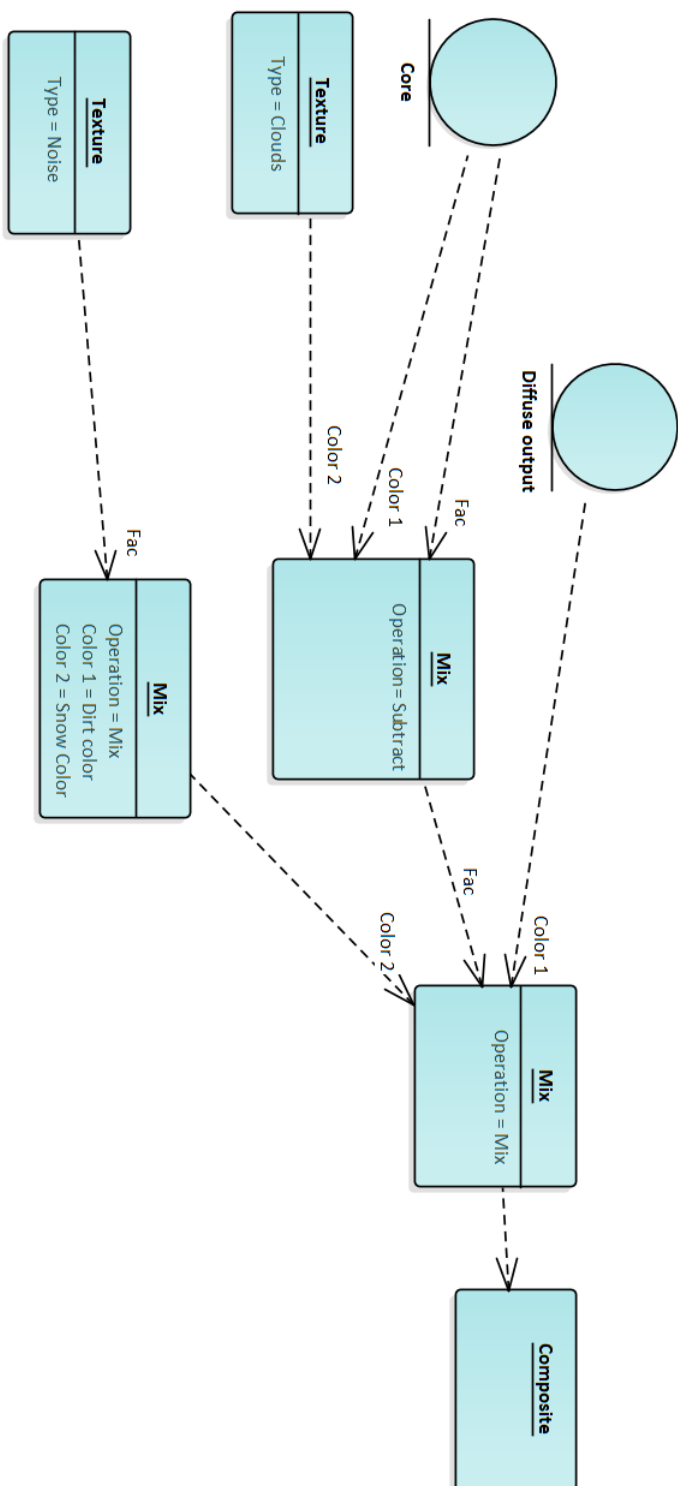 Diffuse output
Core
Fac
Color 1
Color 2
Texture
Type = Clouds
Mix
Operation= Subtract
Color 1
Fac
Color 2
Mix
Operation = Mix
Composite
Texture
Type = Noise
Fac
Mix
Operation = Mix
Color 1 = Dirt color
Color 2 = Snow Color